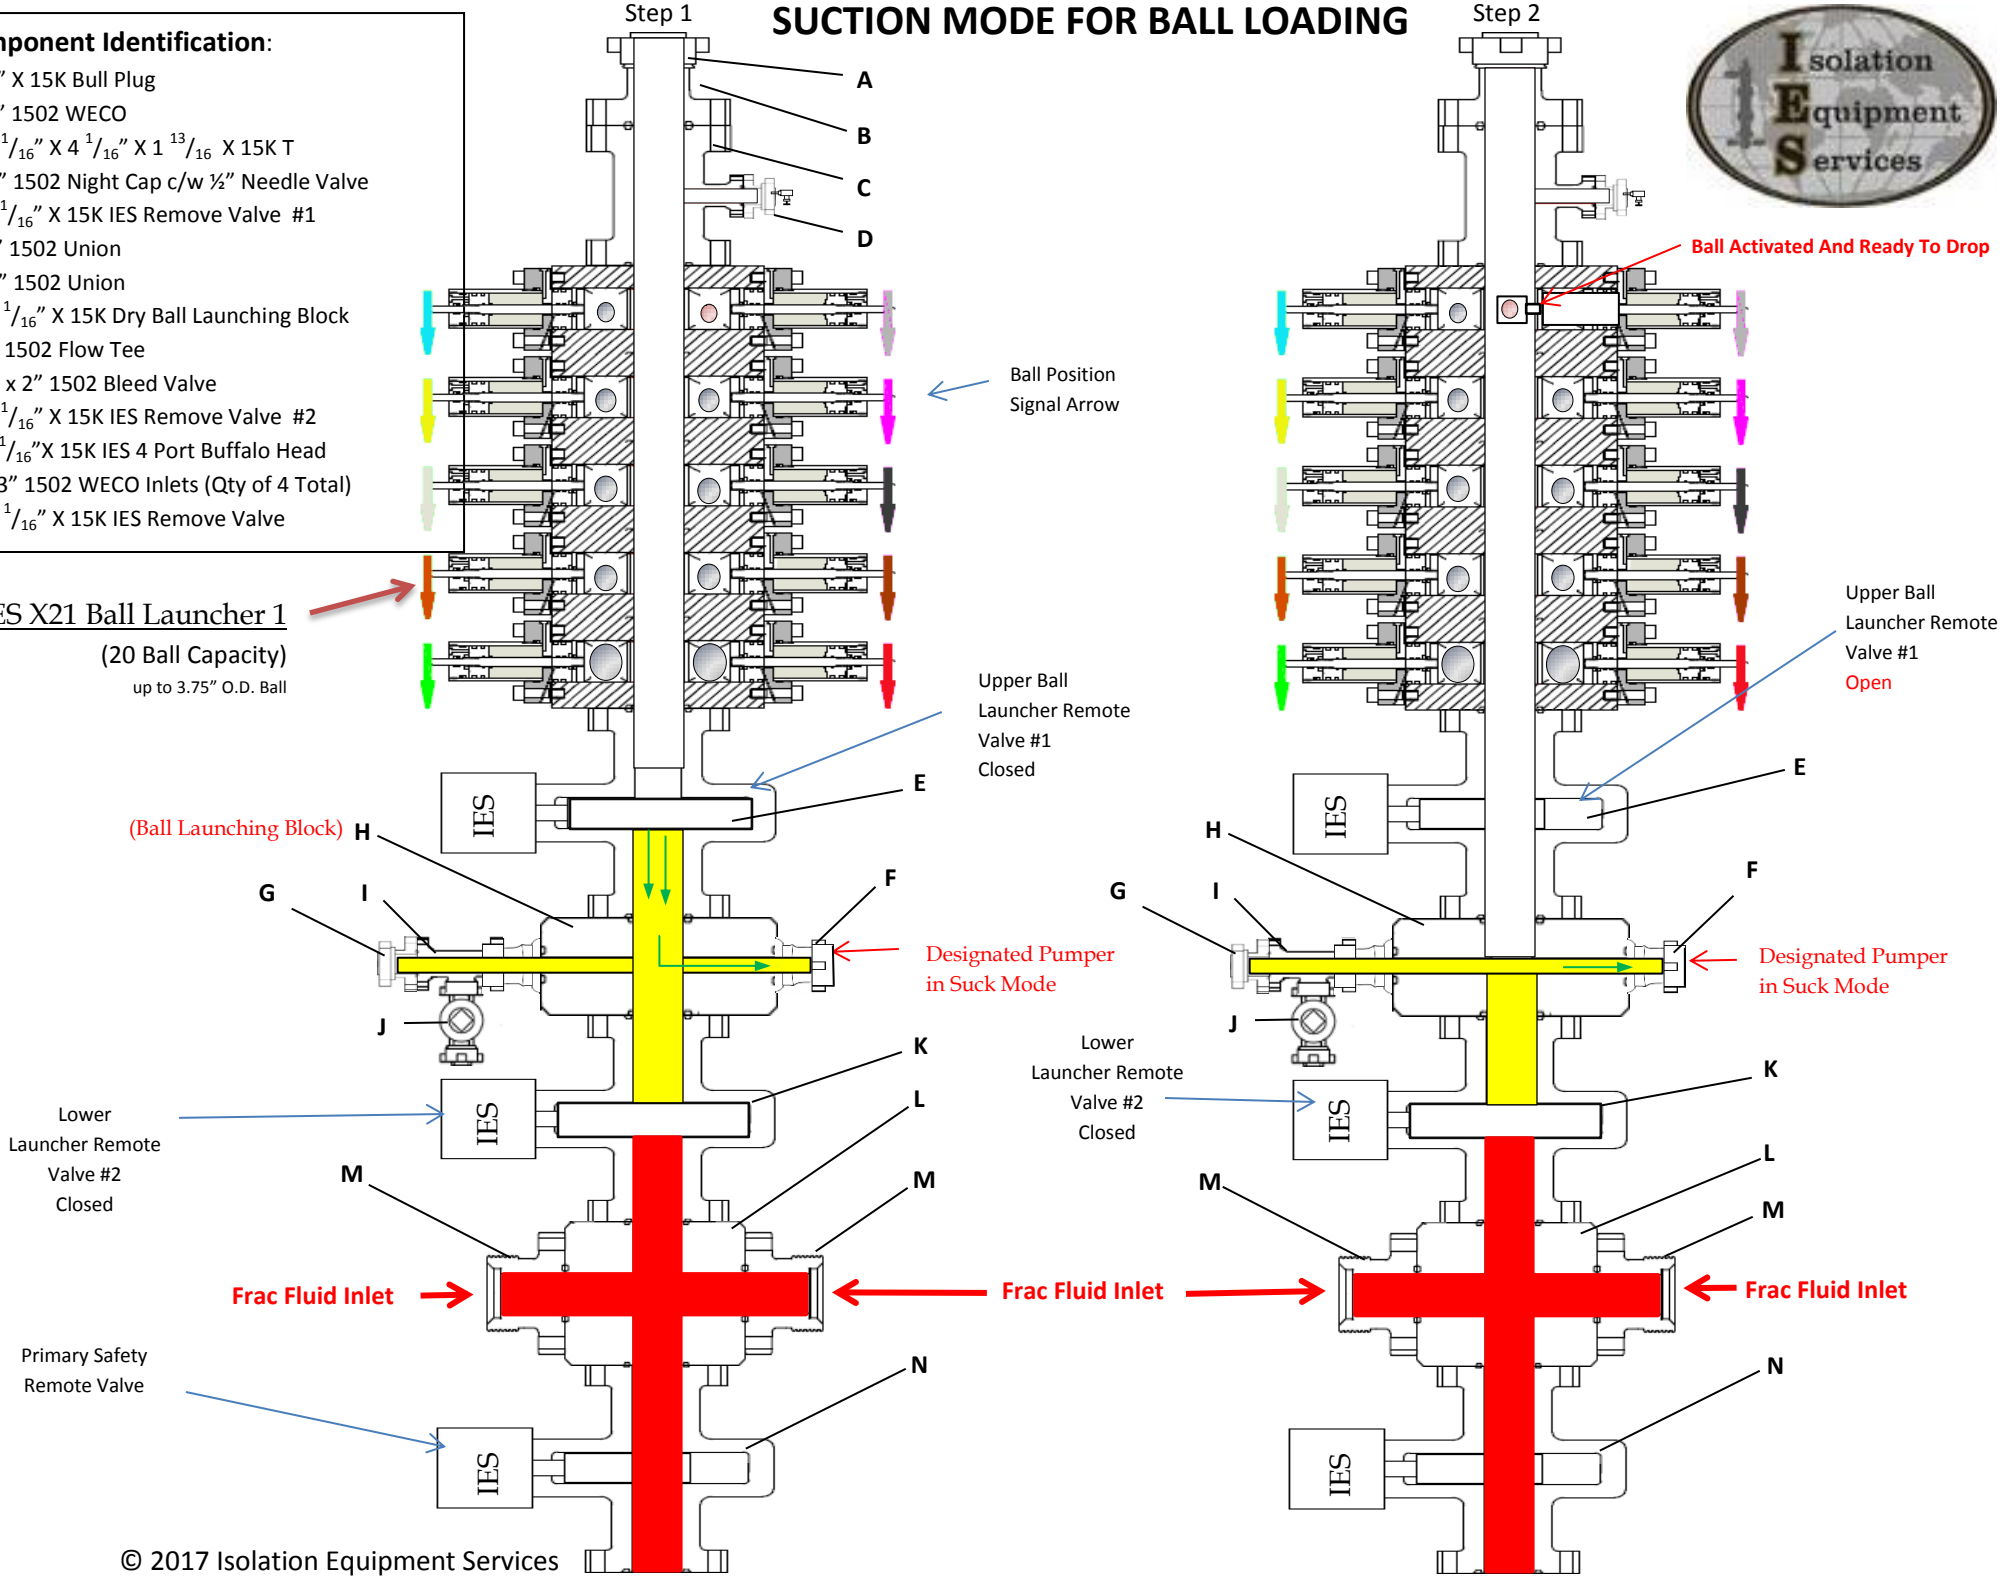 SUCTION MODE FOR BALL LOADING
Step 1
Step 2
mponent Identification:
” X 15K Bull Plug
” 1502 WECO
1/16” X 4 1/16” X 1 13/16 X 15K T
” 1502 Night Cap c/w ½” Needle Valve
1/16” X 15K IES Remove Valve #1
” 1502 Union
” 1502 Union
1/16” X 15K Dry Ball Launching Block
1502 Flow Tee
x 2” 1502 Bleed Valve
1/16” X 15K IES Remove Valve #2
1/16”X 15K IES 4 Port Buffalo Head
3” 1502 WECO Inlets (Qty of 4 Total)
1/16” X 15K IES Remove Valve
ES X21 Ball Launcher 1
(20 Ball Capacity)
up to 3.75” O.D. Ball
A
B
C
D
Ball Position
Signal Arrow
Upper Ball
Launcher Remote
Valve #1
Closed
E
IES
(Ball Launching Block)
H
G
I
F
Designated Pumper
in Suck Mode
J
K
IES
Lower
Launcher Remote
Valve #2
Closed
L
M
M
Frac Fluid Inlet
Frac Fluid Inlet
Primary Safety
Remote Valve
N
IES
Isolation
Equipment
Services
Ball Activated And Ready To Drop
Upper Ball
Launcher Remote
Valve #1
Open
E
IES
H
G
I
F
Designated Pumper
in Suck Mode
J
K
IES
Lower
Launcher Remote
Valve #2
Closed
L
M
M
Frac Fluid Inlet
N
IES
© 2017 Isolation Equipment Services